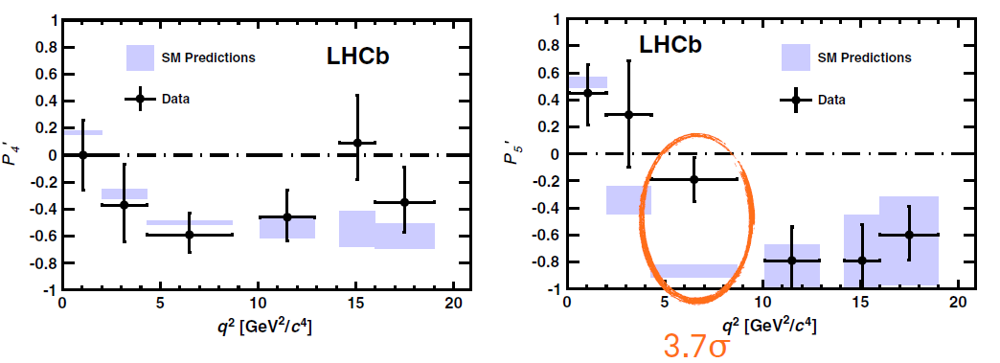 LHCb
SM Predictions
Data
P4'
1
0.8
0.6
0.4
0.2
0
-0.2
-0.4
-0.6
-0.8
-1
0 5 10 15 20
q² [GeV²/c⁴]
LHCb
SM Predictions
Data
P5'
1
0.8
0.6
0.4
0.2
0
-0.2
-0.4
-0.6
-0.8
-1
0 5 10 15 20
q² [GeV²/c⁴]
3.7σ